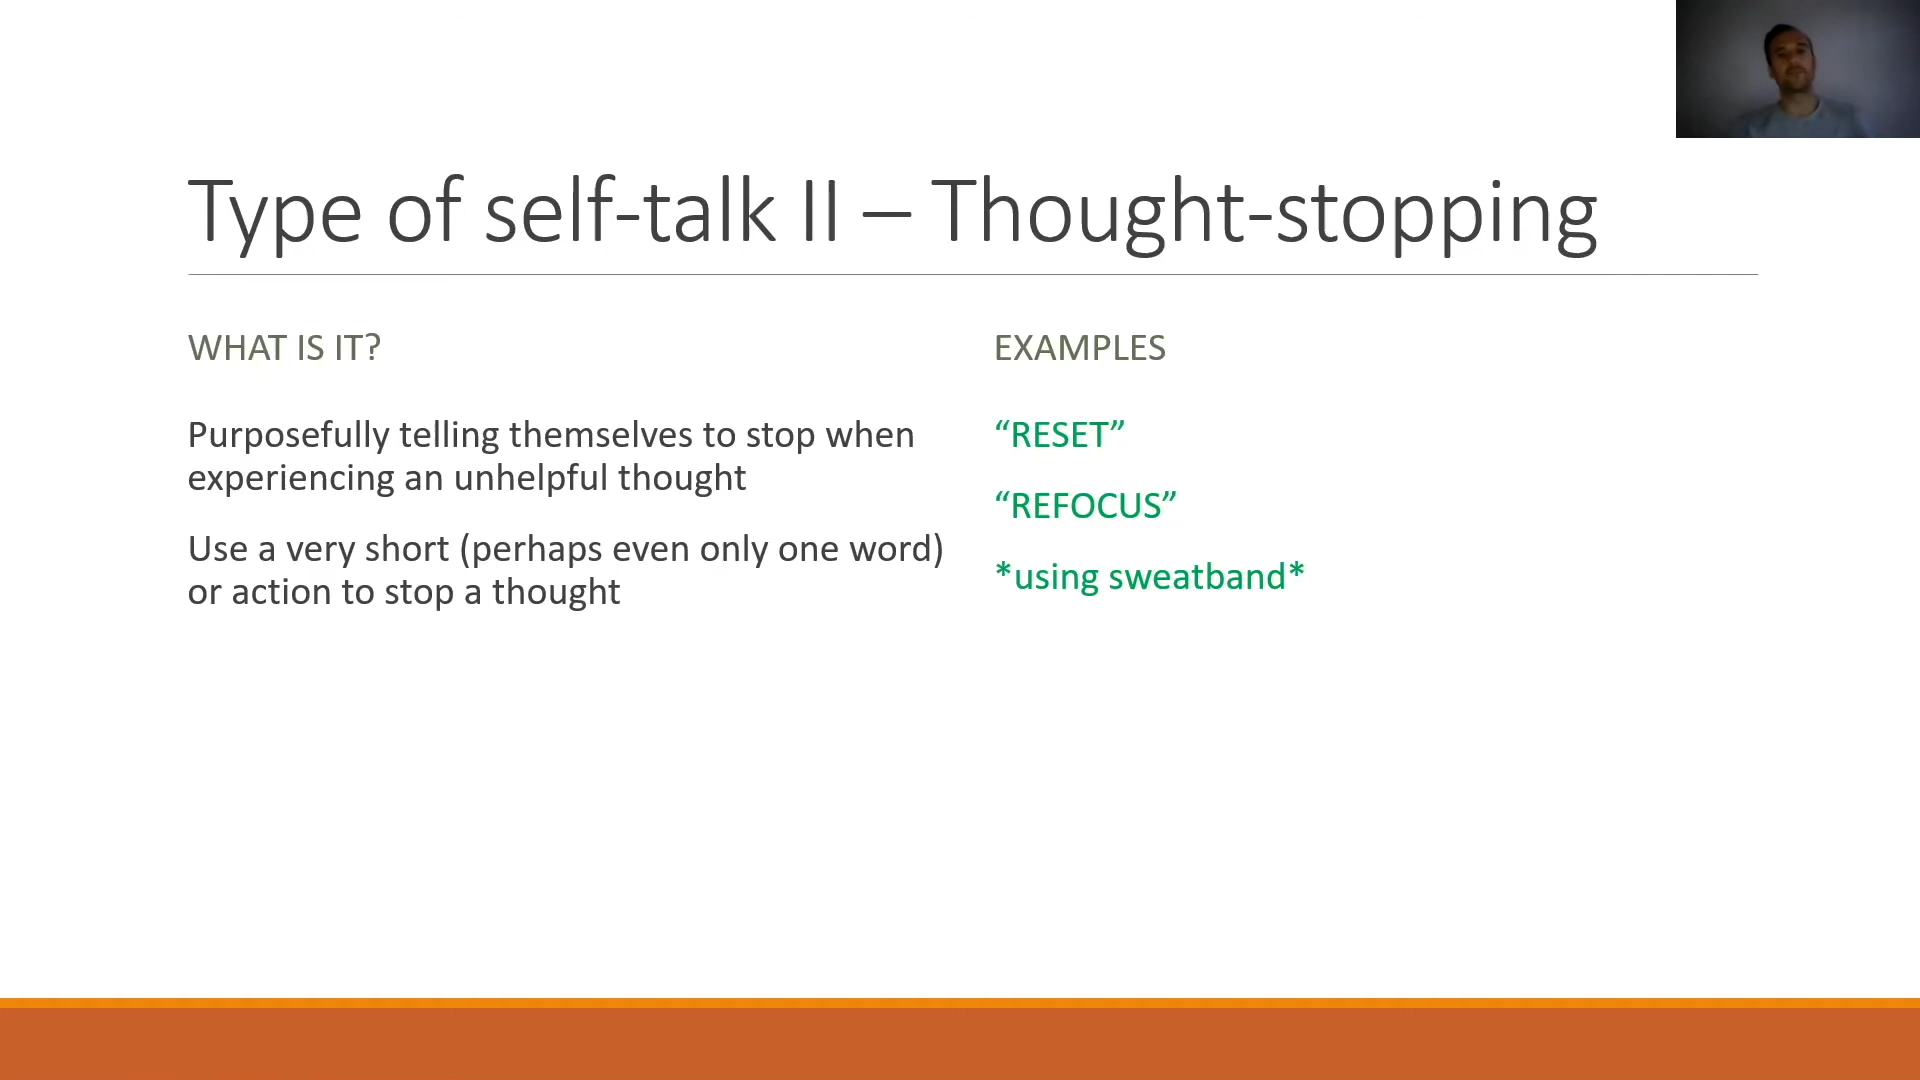 Type of self-talk II – Thought-stopping
WHAT IS IT?
Purposefully telling themselves to stop when
experiencing an unhelpful thought
Use a very short (perhaps even only one word)
or action to stop a thought
EXAMPLES
“RESET”
“REFOCUS”
*using sweatband*